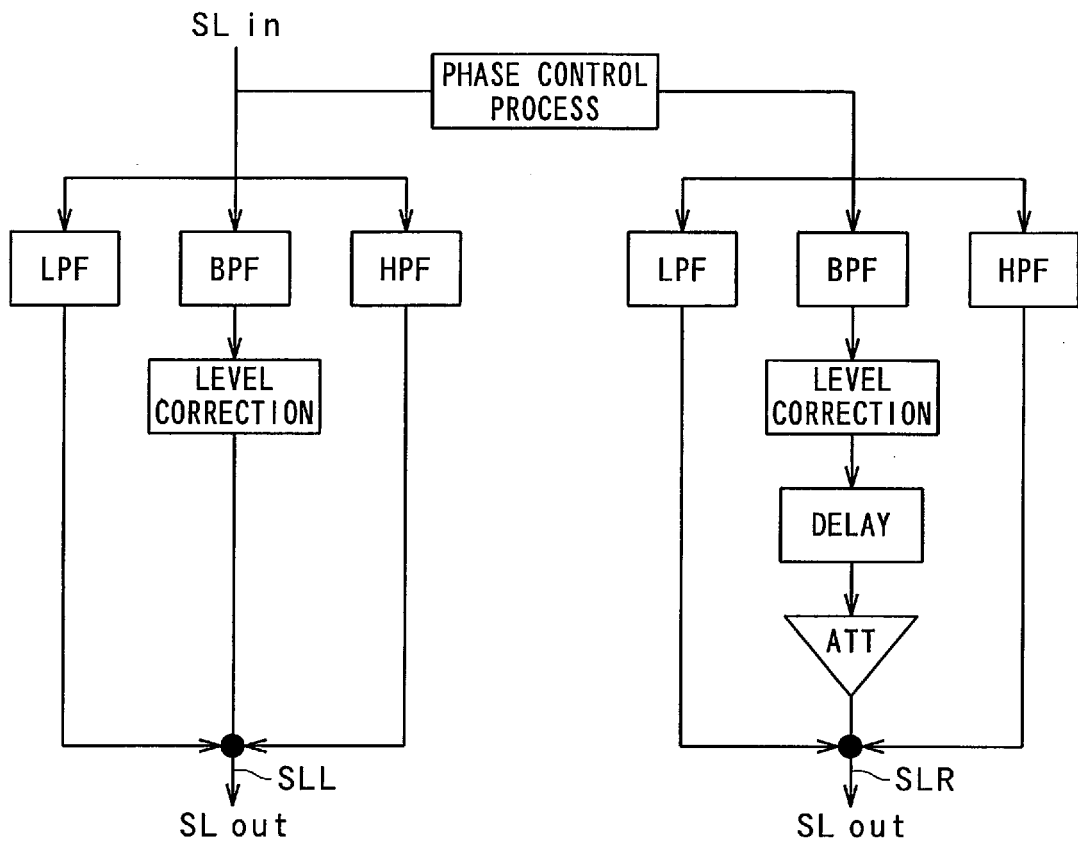 SL in
PHASE CONTROL
PROCESS
LPF
BPF
HPF
LPF
BPF
HPF
LEVEL
CORRECTION
LEVEL
CORRECTION
DELAY
ATT
SLL
SLR
SL out
SL out